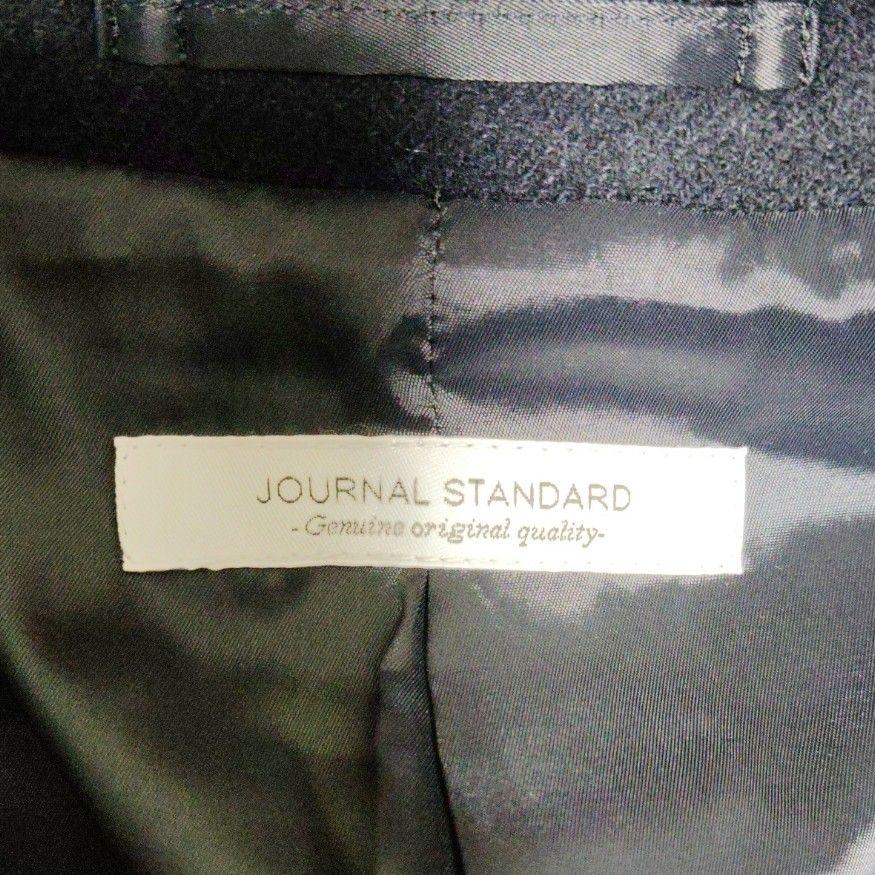 JOURNAL STANDARD
-Genuine original quality-